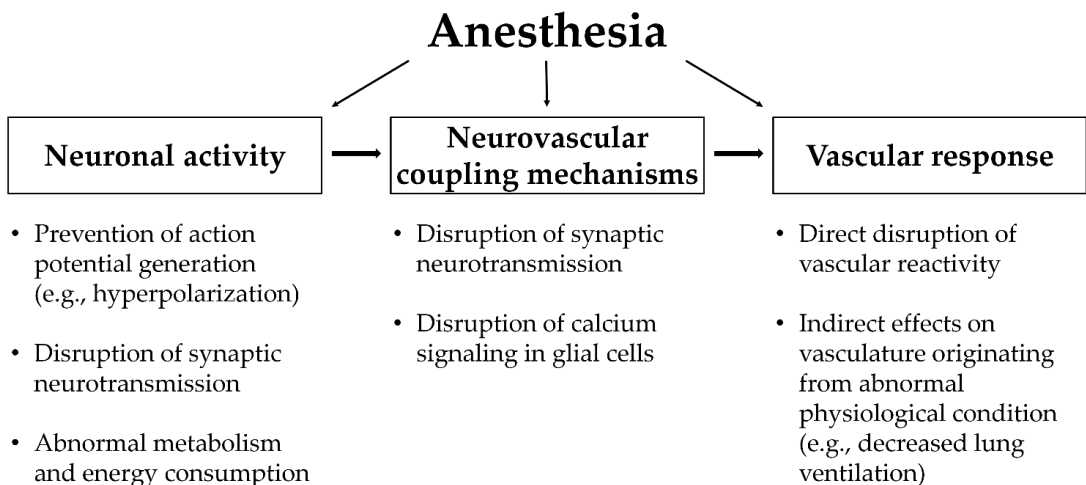 Anesthesia
Neuronal activity
Neurovascular
coupling mechanisms
Vascular response
• Prevention of action
potential generation
(e.g., hyperpolarization)
• Disruption of synaptic
neurotransmission
• Abnormal metabolism
and energy consumption
• Disruption of synaptic
neurotransmission
• Disruption of calcium
signaling in glial cells
• Direct disruption of
vascular reactivity
• Indirect effects on
vasculature originating
from abnormal
physiological condition
(e.g., decreased lung
ventilation)